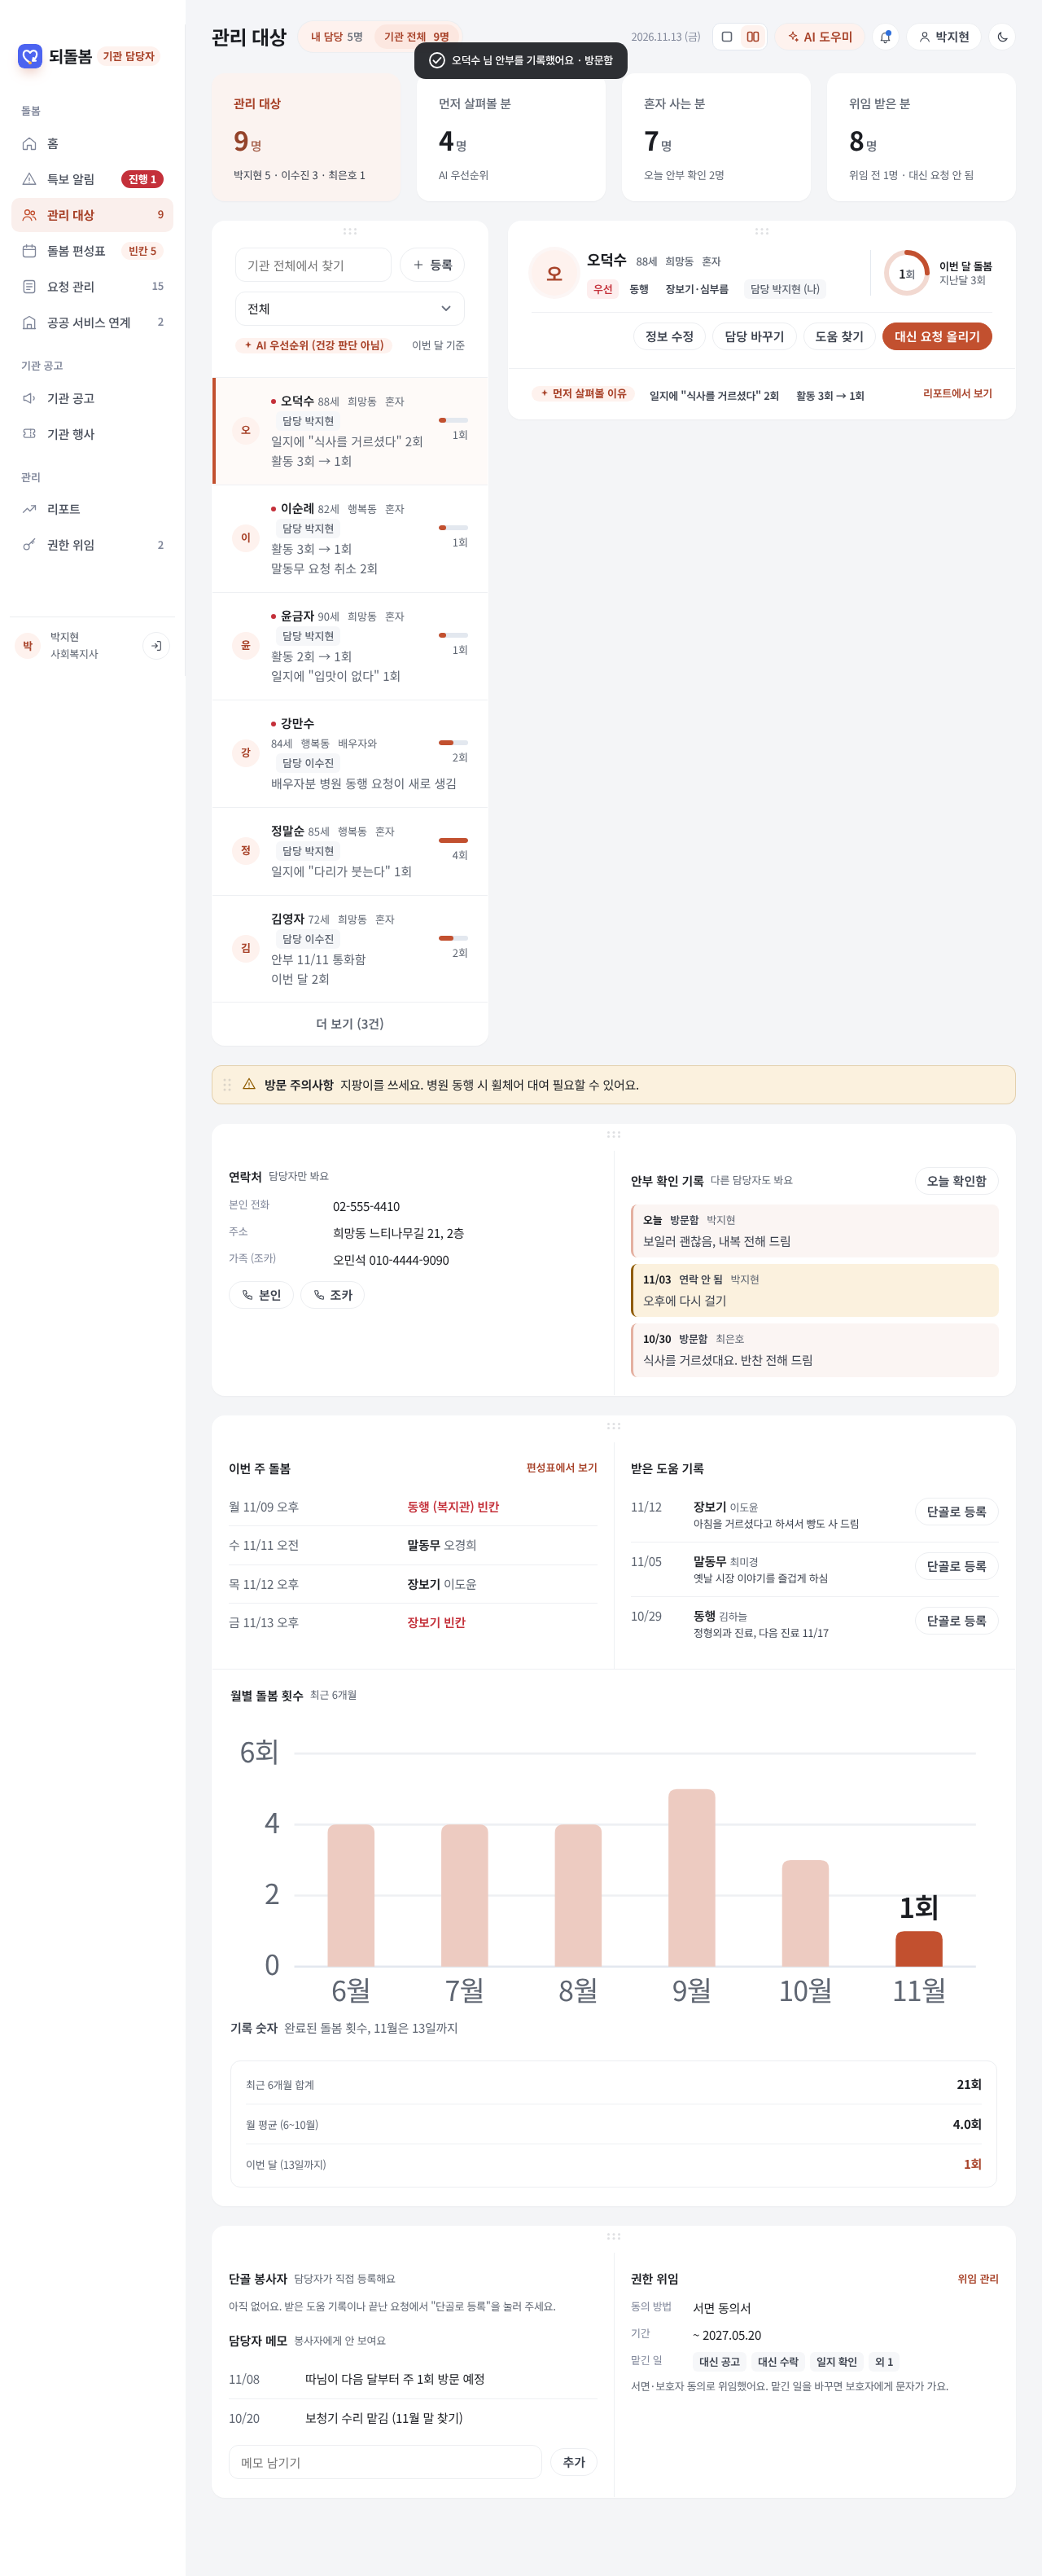 되돌봄 기관 담당자
돌봄
홈
특보 알림 진행 1
관리 대상 9
돌봄 편성표 빈칸 5
요청 관리 15
공공 서비스 연계 2
기관 공고
기관 공고
기관 행사
관리
리포트
권한 위임 2
박 박지현
사회복지사
관리 대상 내 담당 5명 기관 전체 9명
2026.11.13 (금) AI 도우미 박지현
오덕수 님 안부를 기록했어요 · 방문함
관리 대상
9명
박지현 5 · 이수진 3 · 최은호 1
먼저 살펴볼 분
4명
AI 우선순위
혼자 사는 분
7명
오늘 안부 확인 2명
위임 받은 분
8명
위임 전 1명 · 대신 요청 안 됨
기관 전체에서 찾기 + 등록
전체
AI 우선순위 (건강 판단 아님) 이번 달 기준
오 오덕수 88세 희망동 혼자
담당 박지현
일지에 "식사를 거르셨다" 2회
활동 3회 → 1회
1회
이 이순례 82세 행복동 혼자
담당 박지현
활동 3회 → 1회
말동무 요청 취소 2회
1회
윤 윤금자 90세 희망동 혼자
담당 박지현
활동 2회 → 1회
일지에 "입맛이 없다" 1회
1회
강 강만수
84세 행복동 배우자와
담당 이수진
배우자분 병원 동행 요청이 새로 생김
2회
정 정말순 85세 행복동 혼자
담당 박지현
일지에 "다리가 붓는다" 1회
4회
김 김영자 72세 희망동 혼자
담당 이수진
안부 11/11 통화함
이번 달 2회
2회
더 보기 (3건)
오 오덕수 88세 희망동 혼자
우선 동행 장보기·심부름 담당 박지현 (나)
1회 이번 달 돌봄
지난달 3회
정보 수정 담당 바꾸기 도움 찾기 대신 요청 올리기
먼저 살펴볼 이유 일지에 "식사를 거르셨다" 2회 활동 3회 → 1회 리포트에서 보기
방문 주의사항 지팡이를 쓰세요. 병원 동행 시 휠체어 대여 필요할 수 있어요.
연락처 담당자만 봐요
본인 전화 02-555-4410
주소 희망동 느티나무길 21, 2층
가족 (조카) 오민석 010-4444-9090
본인 조카
안부 확인 기록 다른 담당자도 봐요 오늘 확인함
오늘 방문함 박지현
보일러 괜찮음, 내복 전해 드림
11/03 연락 안 됨 박지현
오후에 다시 걸기
10/30 방문함 최은호
식사를 거르셨대요. 반찬 전해 드림
이번 주 돌봄 편성표에서 보기
월 11/09 오후 동행 (복지관) 빈칸
수 11/11 오전 말동무 오경희
목 11/12 오후 장보기 이도윤
금 11/13 오후 장보기 빈칸
받은 도움 기록
11/12 장보기 이도윤 단골로 등록
아침을 거르셨다고 하셔서 빵도 사 드림
11/05 말동무 최미경 단골로 등록
옛날 시장 이야기를 즐겁게 하심
10/29 동행 김하늘 단골로 등록
정형외과 진료, 다음 진료 11/17
월별 돌봄 횟수 최근 6개월
6회
4
2
0
1회
6월 7월 8월 9월 10월 11월
기록 숫자 완료된 돌봄 횟수, 11월은 13일까지
최근 6개월 합계 21회
월 평균 (6~10월) 4.0회
이번 달 (13일까지) 1회
단골 봉사자 담당자가 직접 등록해요
아직 없어요. 받은 도움 기록이나 끝난 요청에서 "단골로 등록"을 눌러 주세요.
담당자 메모 봉사자에게 안 보여요
11/08 따님이 다음 달부터 주 1회 방문 예정
10/20 보청기 수리 맡김 (11월 말 찾기)
메모 남기기 추가
권한 위임 위임 관리
동의 방법 서면 동의서
기간 ~ 2027.05.20
맡긴 일 대신 공고 대신 수락 일지 확인 외 1
서면·보호자 동의로 위임했어요. 맡긴 일을 바꾸면 보호자에게 문자가 가요.